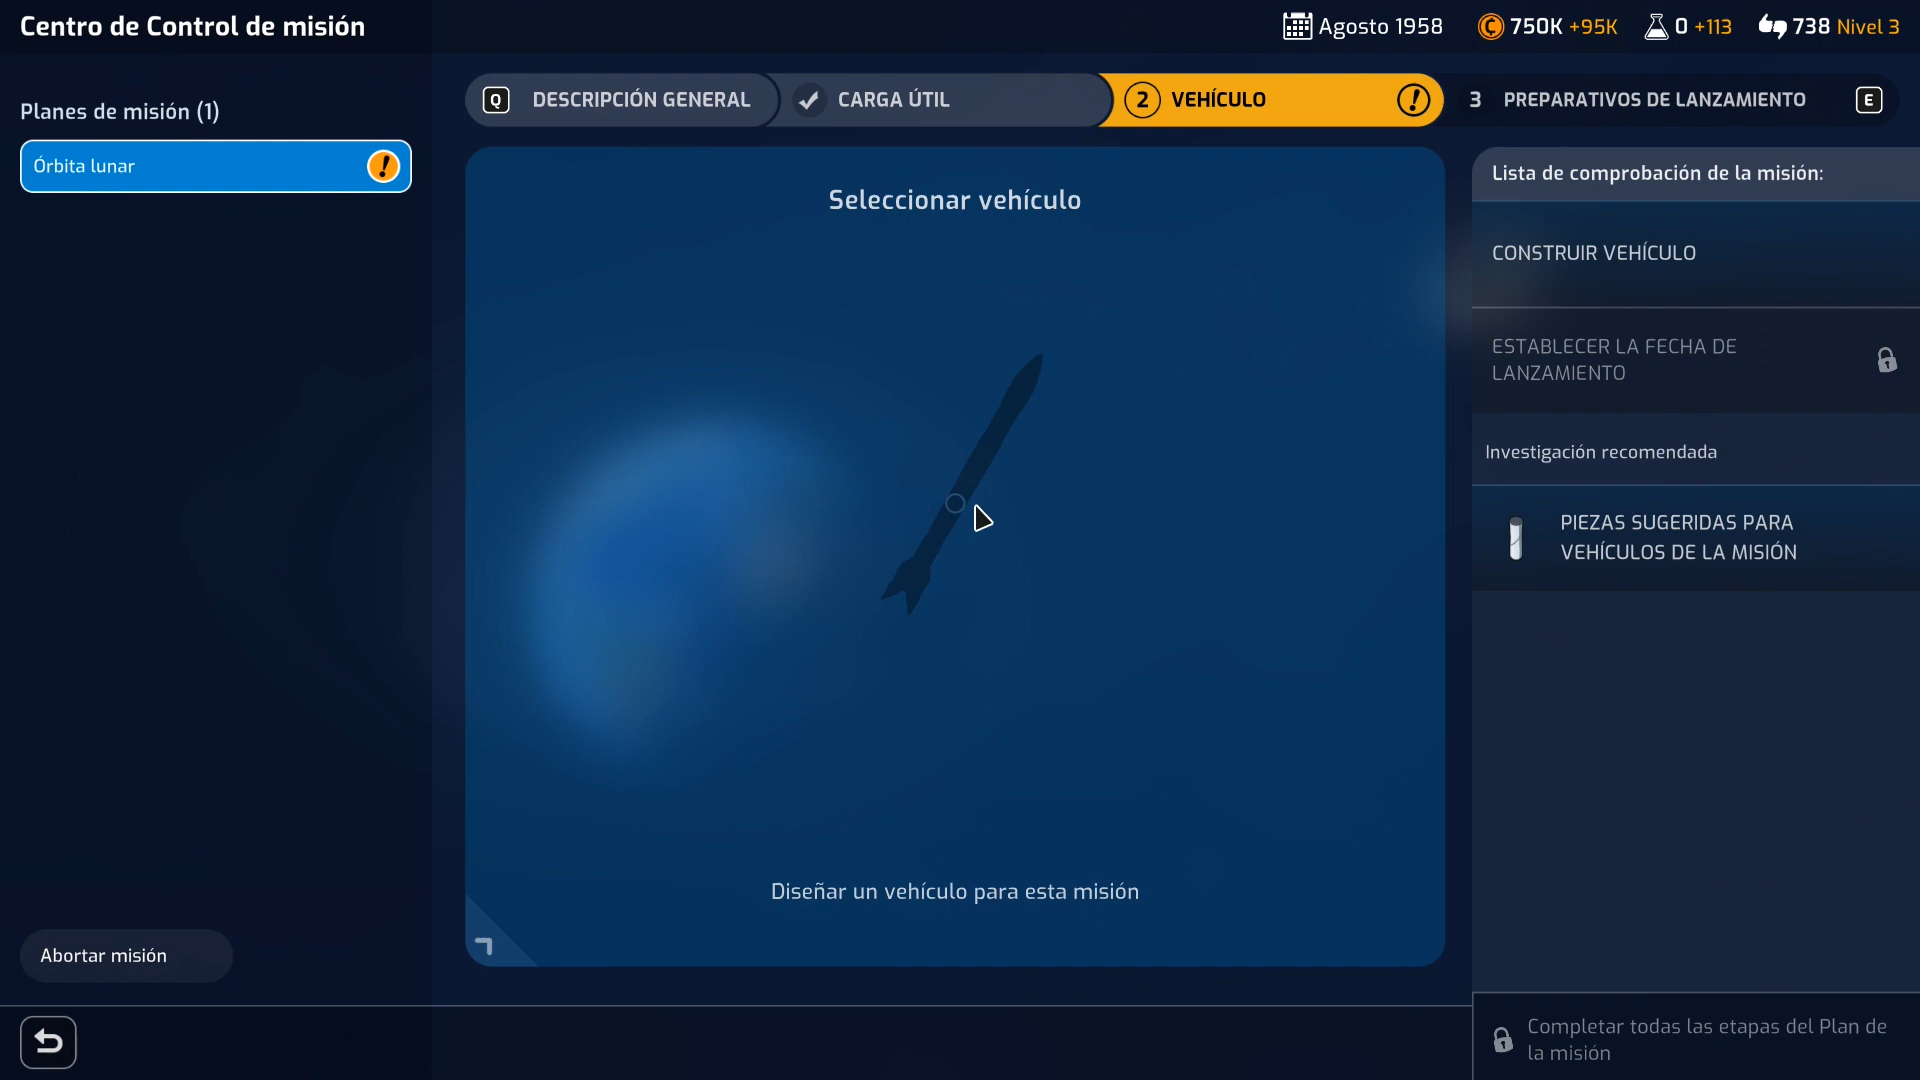 Centro de Control de misión
Agosto 1958
750K +95K
0 +113
738 Nivel 3
Planes de misión (1)
Órbita lunar
Q DESCRIPCIÓN GENERAL
CARGA ÚTIL
2 VEHÍCULO
3 PREPARATIVOS DE LANZAMIENTO E
Seleccionar vehículo
Diseñar un vehículo para esta misión
Lista de comprobación de la misión:
CONSTRUIR VEHÍCULO
ESTABLECER LA FECHA DE
LANZAMIENTO
Investigación recomendada
PIEZAS SUGERIDAS PARA
VEHÍCULOS DE LA MISIÓN
Abortar misión
Completar todas las etapas del Plan de
la misión